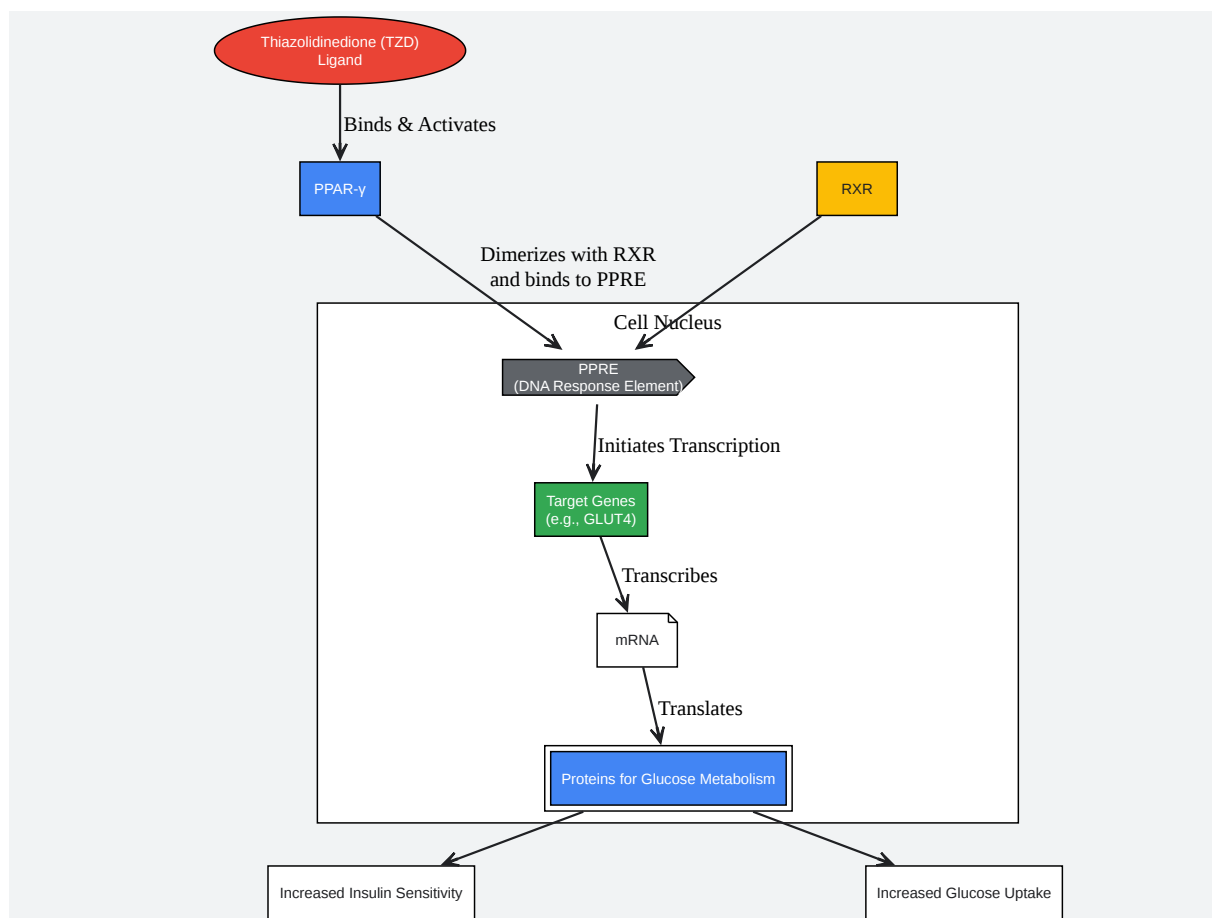 Thiazolidinedione (TZD)
Ligand
Binds & Activates
PPAR-γ
RXR
Dimerizes with RXR
and binds to PPRE
Cell Nucleus
PPRE
(DNA Response Element)
Initiates Transcription
Target Genes
(e.g., GLUT4)
Transcribes
mRNA
Translates
Proteins for Glucose Metabolism
Increased Insulin Sensitivity
Increased Glucose Uptake